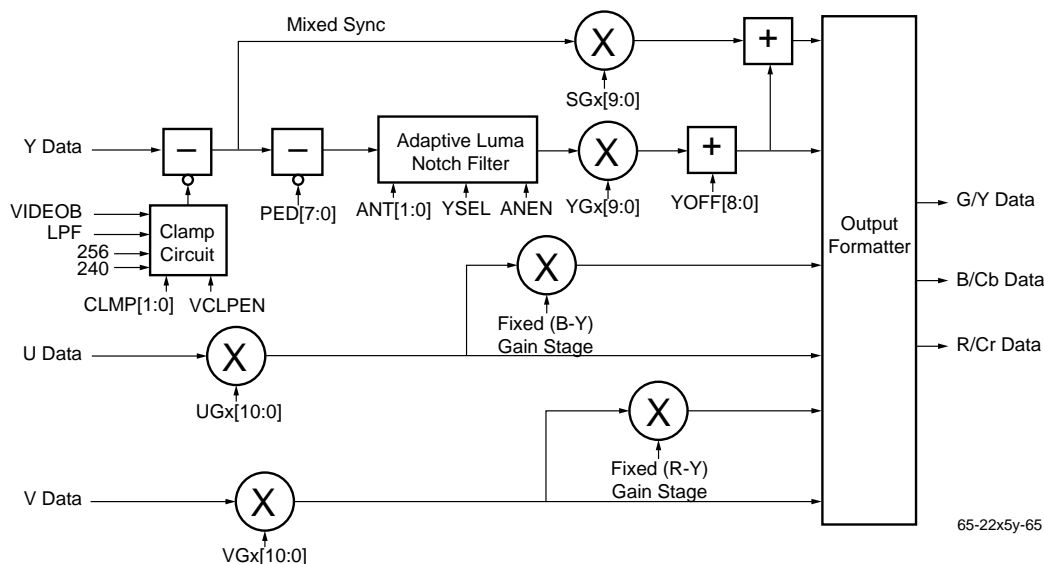 Mixed Sync
X
+
SGx[9:0]
Y Data
−
−
Adaptive Luma
Notch Filter
X
+
VIDEOB
LPF
256
240
Clamp
Circuit
PED[7:0]
ANT[1:0]
YSEL
ANEN
YGx[9:0]
YOFF[8:0]
CLMP[1:0]
VCLPEN
X
Fixed (B-Y)
Gain Stage
U Data
X
UGx[10:0]
X
Fixed (R-Y)
Gain Stage
V Data
X
VGx[10:0]
Output
Formatter
G/Y Data
B/Cb Data
R/Cr Data
65-22x5y-65